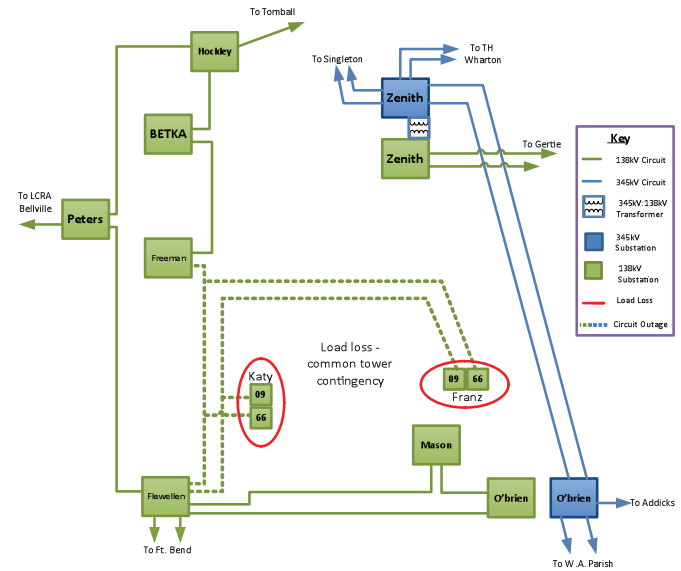 To Tomball
Hockley
To Singleton
To TH
Wharton
Zenith
BETKA
Zenith
To Gertie
Key
138kV Circuit
345kV Circuit
345kV:138kV
Transformer
345kV
Substation
138kV
Substation
Load Loss
Circuit Outage
To LCRA
Bellville
Peters
Freeman
Load loss -
common tower
contingency
Katy
09
66
09 66
Franz
Mason
Flewellen
O'brien
O'brien
To Addicks
To Ft. Bend
To W.A. Parish